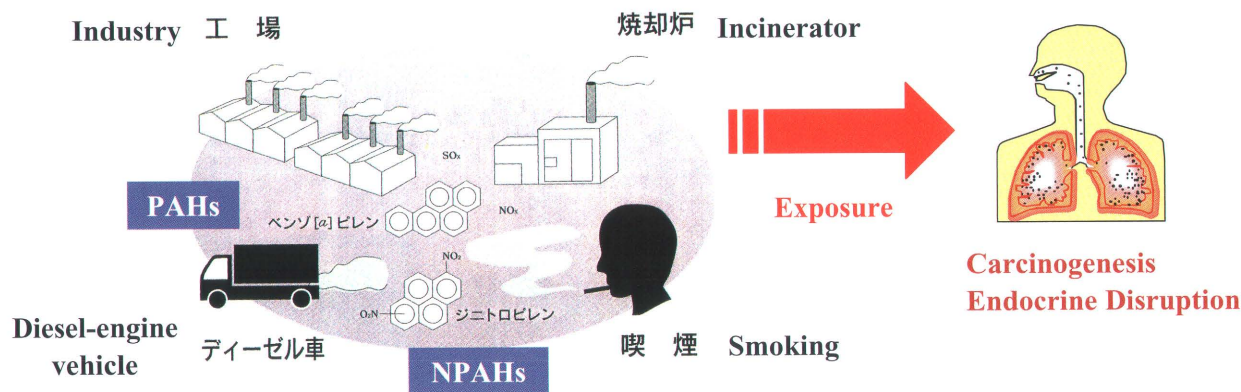 Industry 工 場
焼却炉 Incinerator
SOx
PAHs
ベンゾ[a]ピレン
NOx
Exposure
NO₂
O₂N
ジニトロピレン
Carcinogenesis
Endocrine Disruption
Diesel-engine
vehicle
ディーゼル車
NPAHs
喫 煙 Smoking